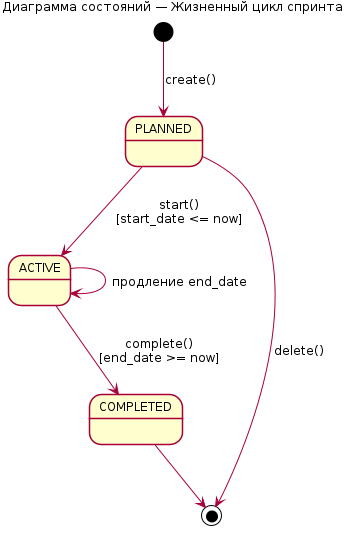 Диаграмма состояний — Жизненный цикл спринта
create()
PLANNED
start()
[start_date <= now]
ACTIVE
продление end_date
complete()
[end_date >= now]
delete()
COMPLETED